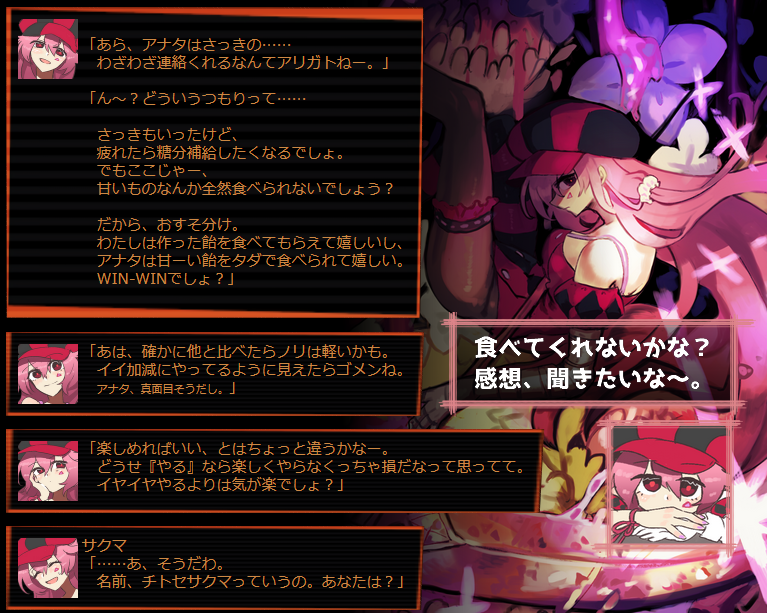 「あら、アナタはさっきの……
わざわざ連絡くれるなんてアリガトねー。」
「ん～？どういうつもりって……
さっきもいったけど、
疲れたら糖分補給したくなるでしょ。
でもここじゃー、
甘いものなんか全然食べられないでしょう？
だから、おすそ分け。
わたしは作った飴を食べてもらえて嬉しいし、
アナタは甘ーい飴をタダで食べられて嬉しい。
WIN-WINでしょ？」
「あは、確かに他と比べたらノリは軽いかも。
イイ加減にやってるように見えたらゴメンね。
アナタ、真面目そうだし。」
「楽しめればいい、とはちょっと違うかなー。
どうせ『やる』なら楽しくやらなくっちゃ損だなって思ってて。
イヤイヤやるよりは気が楽でしょ？」
サクマ
「……あ、そうだわ。
名前、チトセサクマっていうの。あなたは？」
食べてくれないかな？
感想、聞きたいな～。